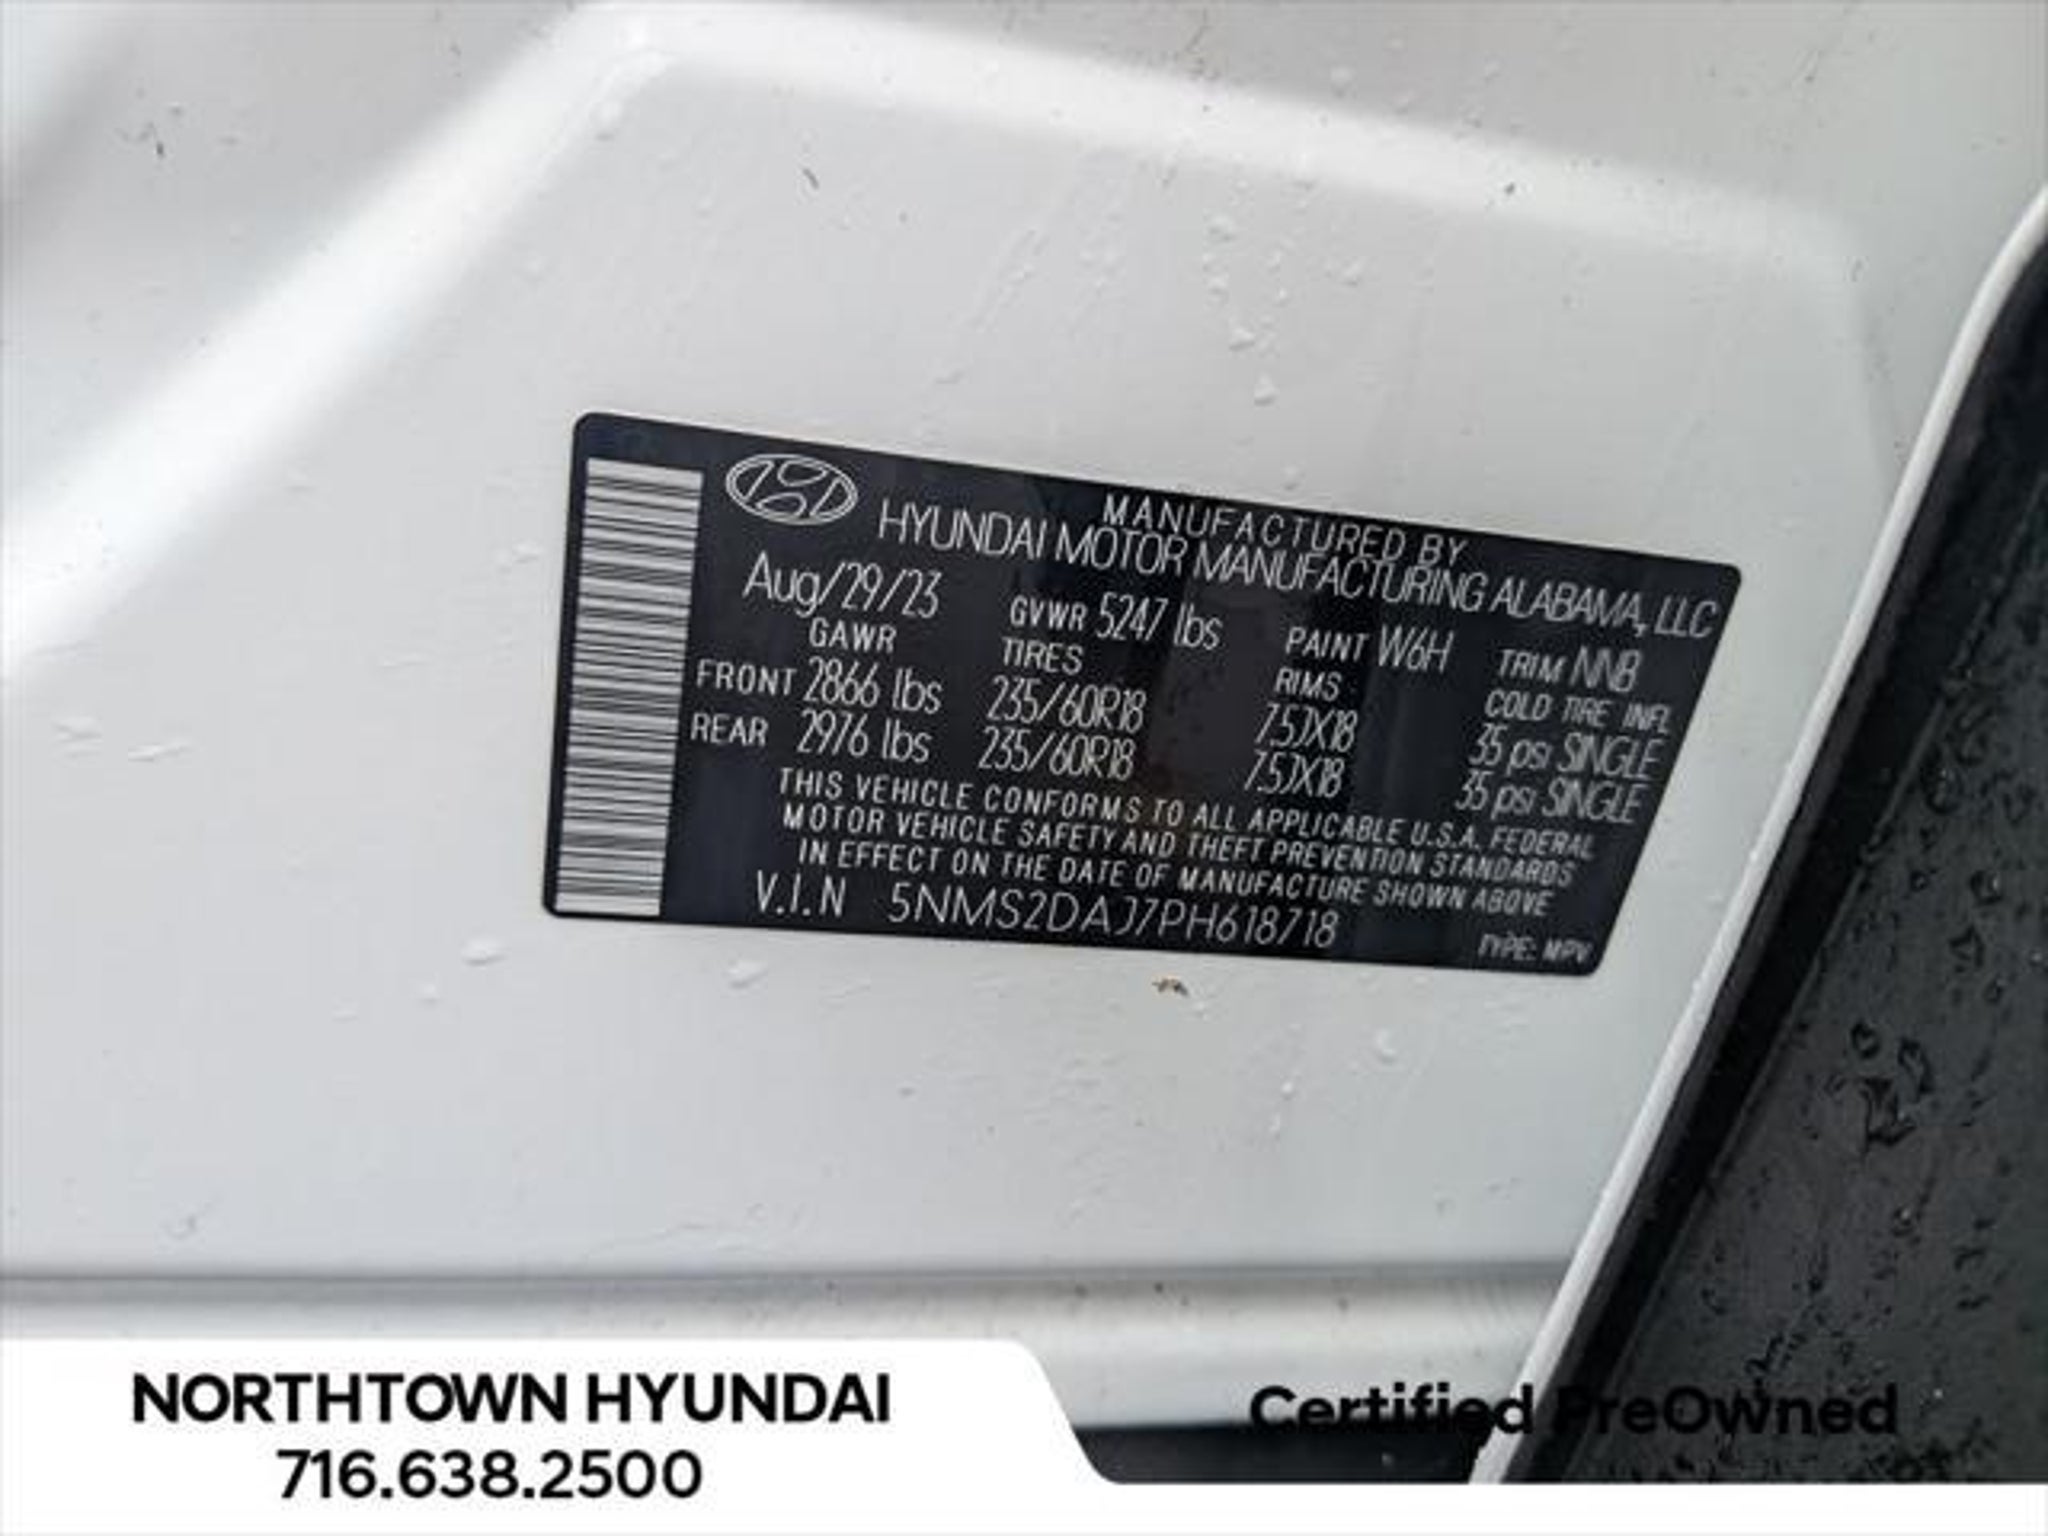 MANUFACTURED BY
HYUNDAI MOTOR MANUFACTURING ALABAMA, LLC
Aug/29/23 GVWR 5247 lbs PAINT W6H TRIM NNB
GAWR TIRES RIMS COLD TIRE INFL
FRONT 2866 lbs 235/60R18 7.5JX18 35 psi SINGLE
REAR 2976 lbs 235/60R18 7.5JX18 35 psi SINGLE
THIS VEHICLE CONFORMS TO ALL APPLICABLE U.S.A. FEDERAL
MOTOR VEHICLE SAFETY AND THEFT PREVENTION STANDARDS
IN EFFECT ON THE DATE OF MANUFACTURE SHOWN ABOVE
V.I.N 5NMS2DAJ7PH618718
TYPE: MPV
NORTHTOWN HYUNDAI
716.638.2500
Certified PreOwned